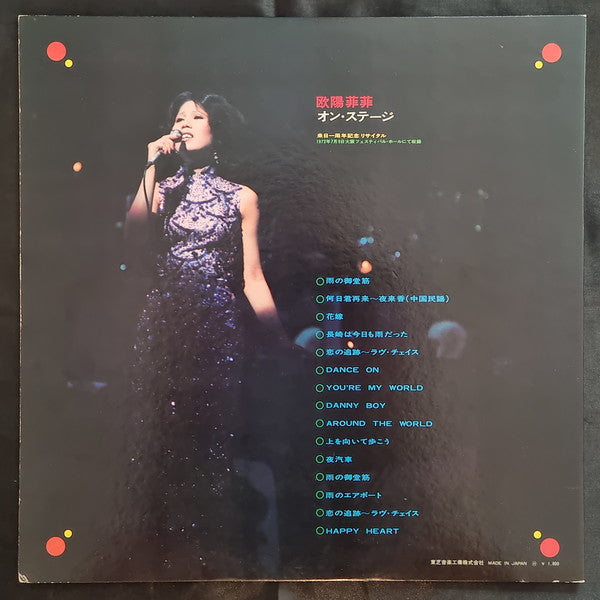 欧陽菲菲
オン・ステージ
来日一周年記念リサイタル
1972年7月9日大阪フェスティバル・ホールにて収録
雨の御堂筋
何日君再来〜夜来香(中国民謡)
花嫁
長崎は今日も雨だった
恋の追跡〜ラヴ・チェイス
DANCE ON
YOU'RE MY WORLD
DANNY BOY
AROUND THE WORLD
上を向いて歩こう
夜汽車
雨の御堂筋
雨のエアポート
恋の追跡〜ラヴ・チェイス
HAPPY HEART
東芝音楽工業株式会社 MADE IN JAPAN ¥1,800